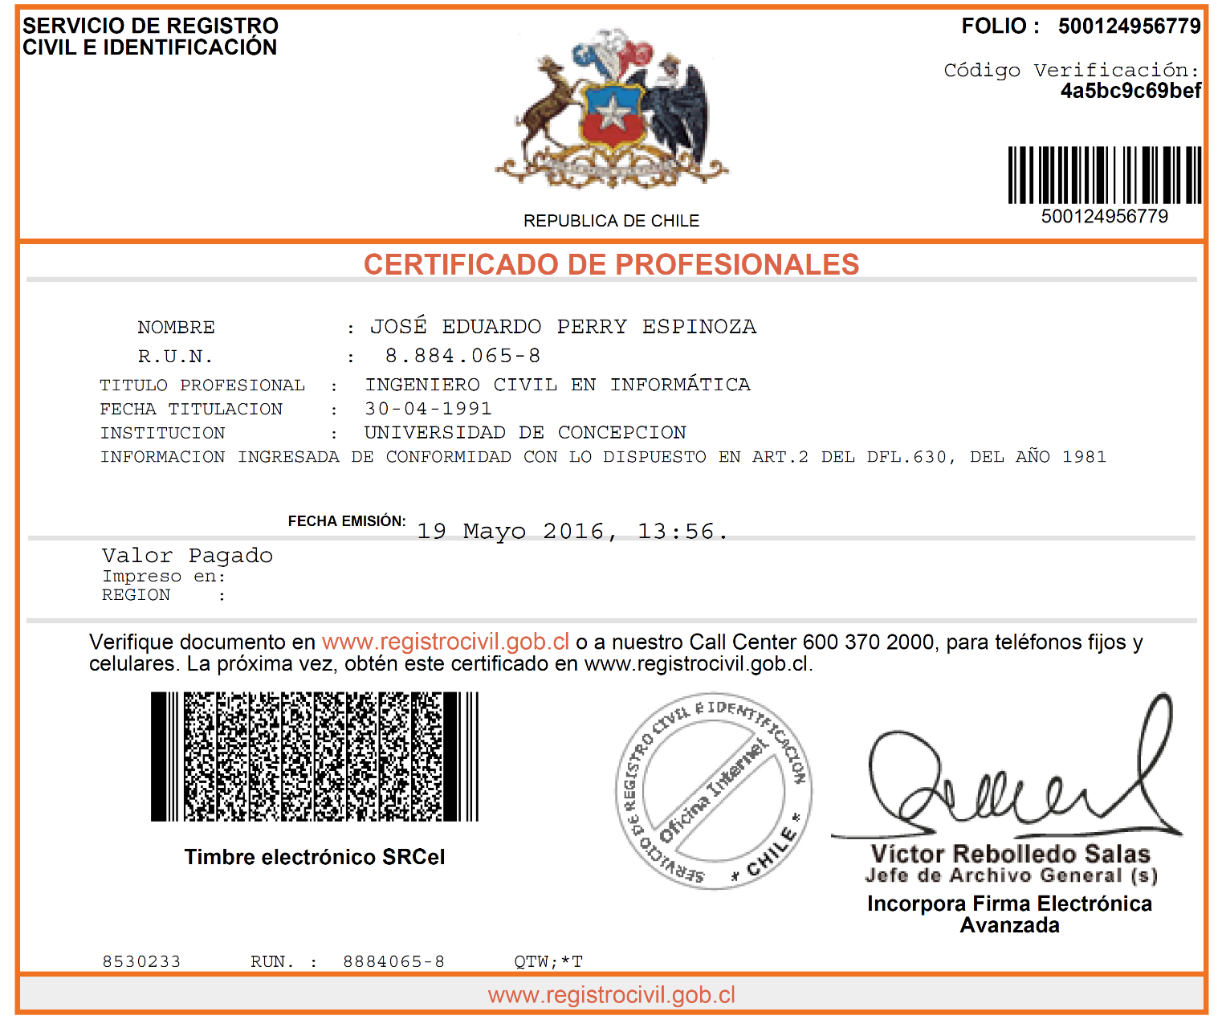 SERVICIO DE REGISTRO
CIVIL E IDENTIFICACIÓN
FOLIO : 500124956779
Código Verificación:
4a5bc9c69bef
500124956779
REPUBLICA DE CHILE
CERTIFICADO DE PROFESIONALES
NOMBRE : JOSÉ EDUARDO PERRY ESPINOZA
R.U.N. : 8.884.065-8
TITULO PROFESIONAL : INGENIERO CIVIL EN INFORMÁTICA
FECHA TITULACION : 30-04-1991
INSTITUCION : UNIVERSIDAD DE CONCEPCION
INFORMACION INGRESADA DE CONFORMIDAD CON LO DISPUESTO EN ART.2 DEL DFL.630, DEL AÑO 1981
FECHA EMISIÓN: 19 Mayo 2016, 13:56.
Valor Pagado
Impreso en:
REGION :
Verifique documento en www.registrocivil.gob.cl o a nuestro Call Center 600 370 2000, para teléfonos fijos y
celulares. La próxima vez, obtén este certificado en www.registrocivil.gob.cl.
SERVICIO DE REGISTRO CIVIL E IDENTIFICACION
Oficina Internet
* CHILE *
Timbre electrónico SRCeI
Víctor Rebolledo Salas
Jefe de Archivo General (s)
Incorpora Firma Electrónica
Avanzada
8530233 RUN. : 8884065-8 QTW;*T
www.registrocivil.gob.cl